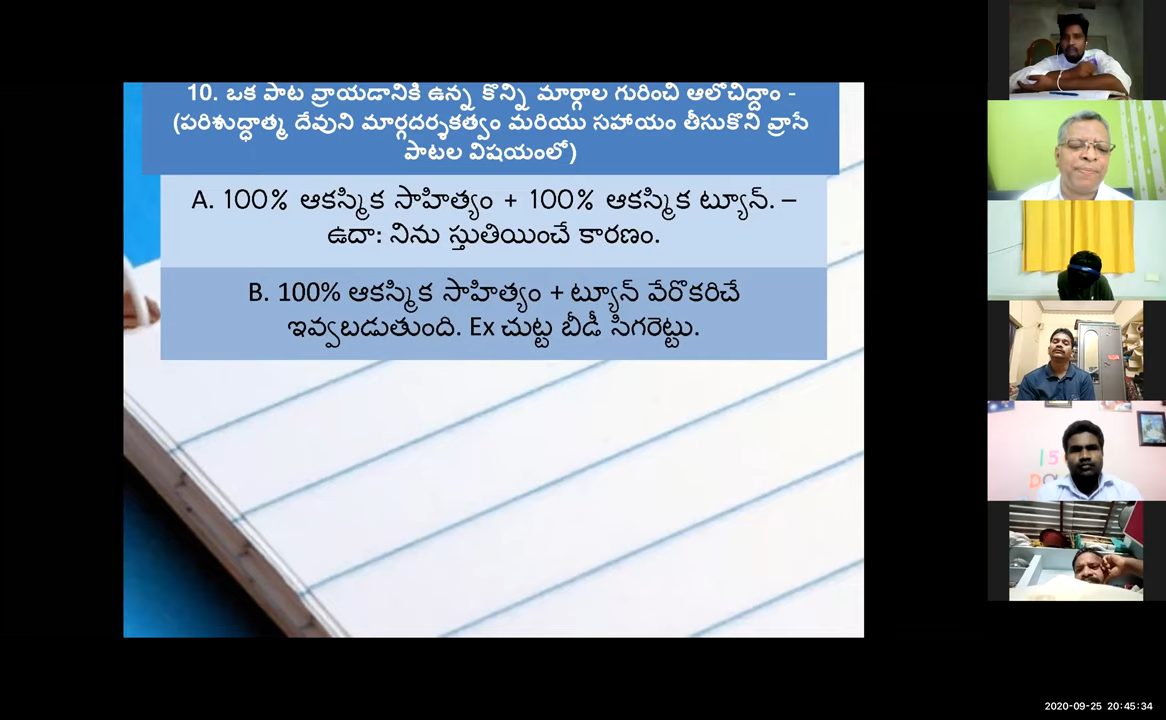 10. ఒక పాట వ్రాయడానికి ఉన్న కొన్ని మార్గాల గురించి ఆలోచిద్దాం -
(పరిశుద్ధాత్మ దేవుని మార్గదర్శకత్వం మరియు సహాయం తీసుకొని వ్రాసే
పాటల విషయంలో)
A. 100% ఆకస్మిక సాహిత్యం + 100% ఆకస్మిక ట్యూన్. –
ఉదా: నిను స్తుతియించే కారణం.
B. 100% ఆకస్మిక సాహిత్యం + ట్యూన్ వేరొకరిచే
ఇవ్వబడుతుంది. Ex చుట్ట బీడీ సిగరెట్టు.
15
2020-09-25 20:45:34